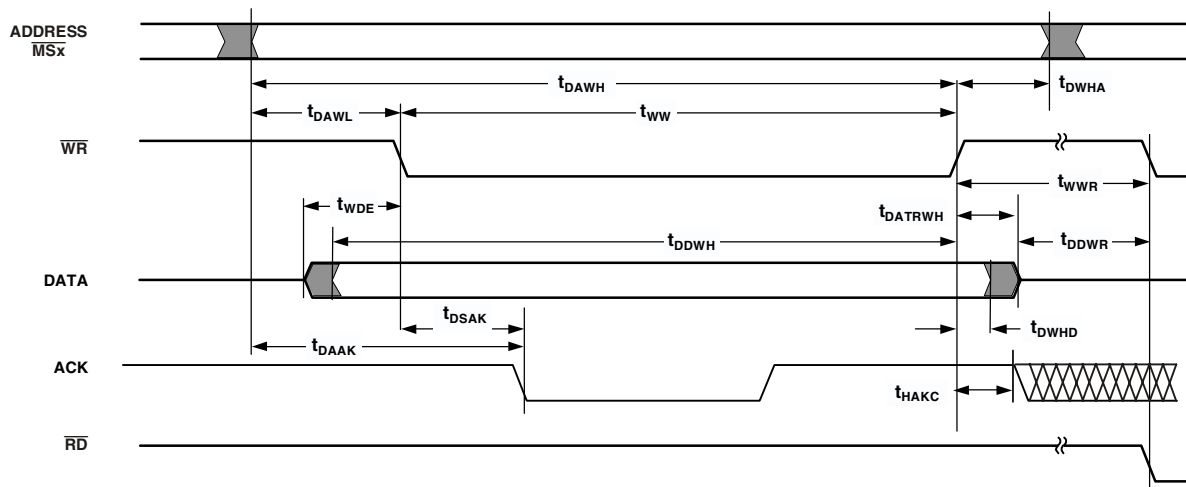 ADDRESS
MSx
tDAWH
tDWHA
tDAWL
tWW
WR
tWWR
tWDE
tDATRWH
tDDWH
tDDWR
DATA
tDSAK
tDWHD
tDAAK
ACK
tHAKC
RD